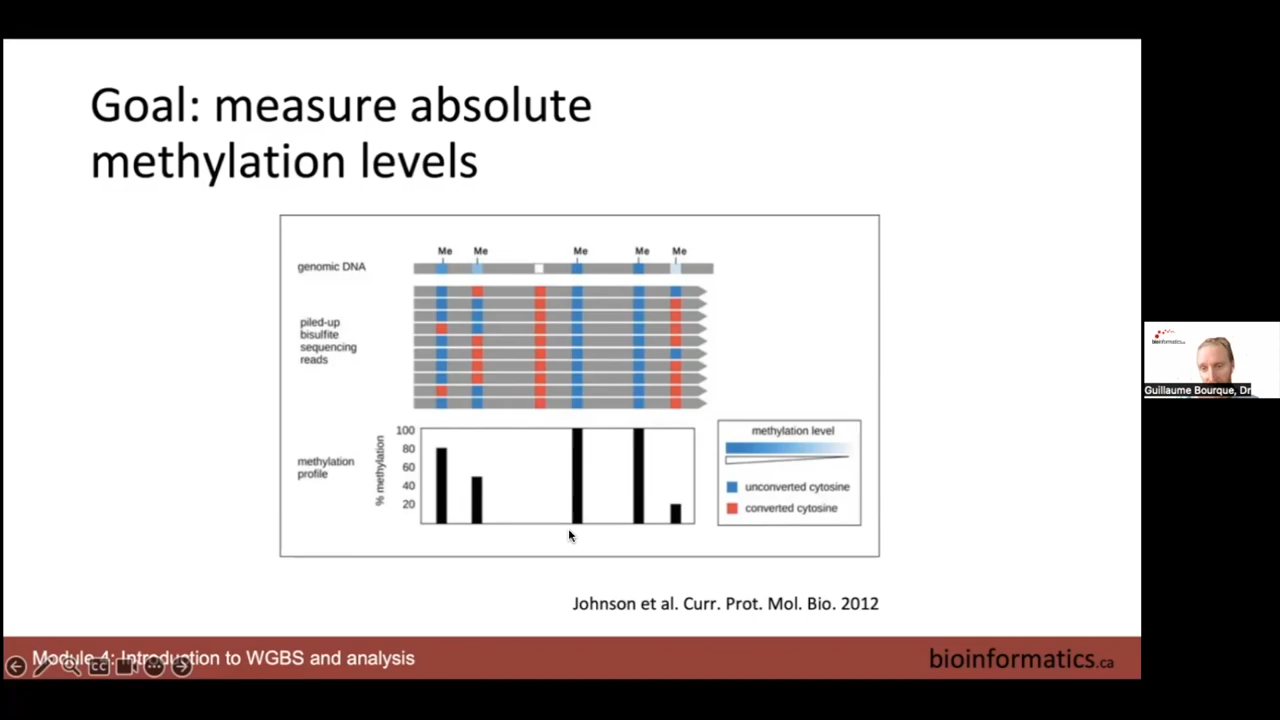 Goal: measure absolute
methylation levels
Me Me Me Me Me
genomic DNA
piled-up
bisulfite
sequencing
reads
methylation
profile
% methylation
100
80
60
40
20
methylation level
unconverted cytosine
converted cytosine
Johnson et al. Curr. Prot. Mol. Bio. 2012
Module 4: Introduction to WGBS and analysis
CC
bioinformatics.ca
Guillaume Bourque, Dr